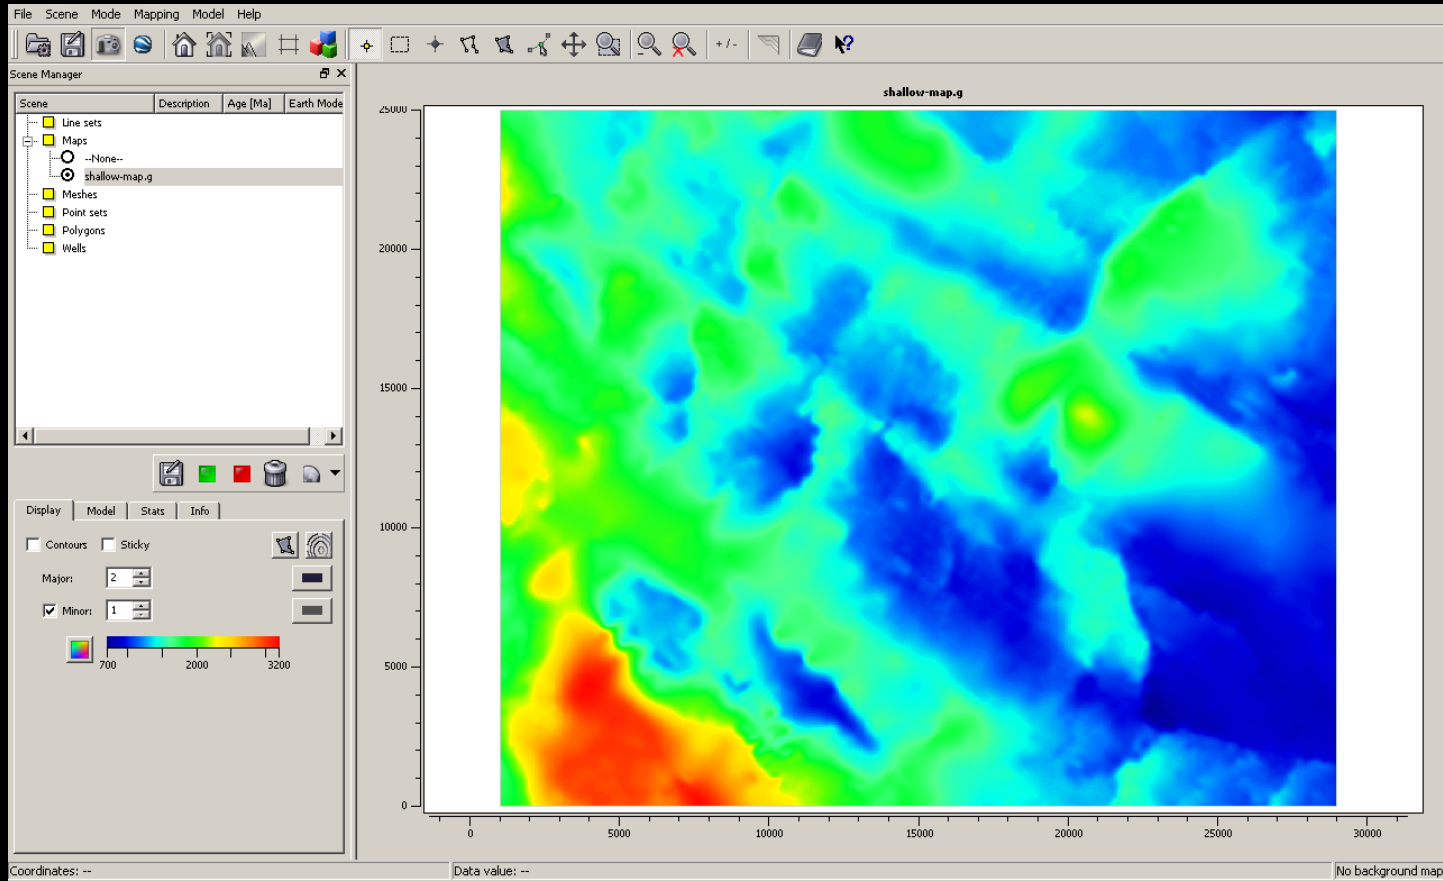 File Scene Mode Mapping Model Help
+/-
Scene Manager
Scene Description Age [Ma] Earth Mode
Line sets
Maps
--None--
shallow-map.g
Meshes
Point sets
Polygons
Wells
Display Model Stats Info
Contours Sticky
Major: 2
Minor: 1
700 2000 3200
shallow-map.g
25000
20000
15000
10000
5000
0
0 5000 10000 15000 20000 25000 30000
Coordinates: -- Data value: -- No background map